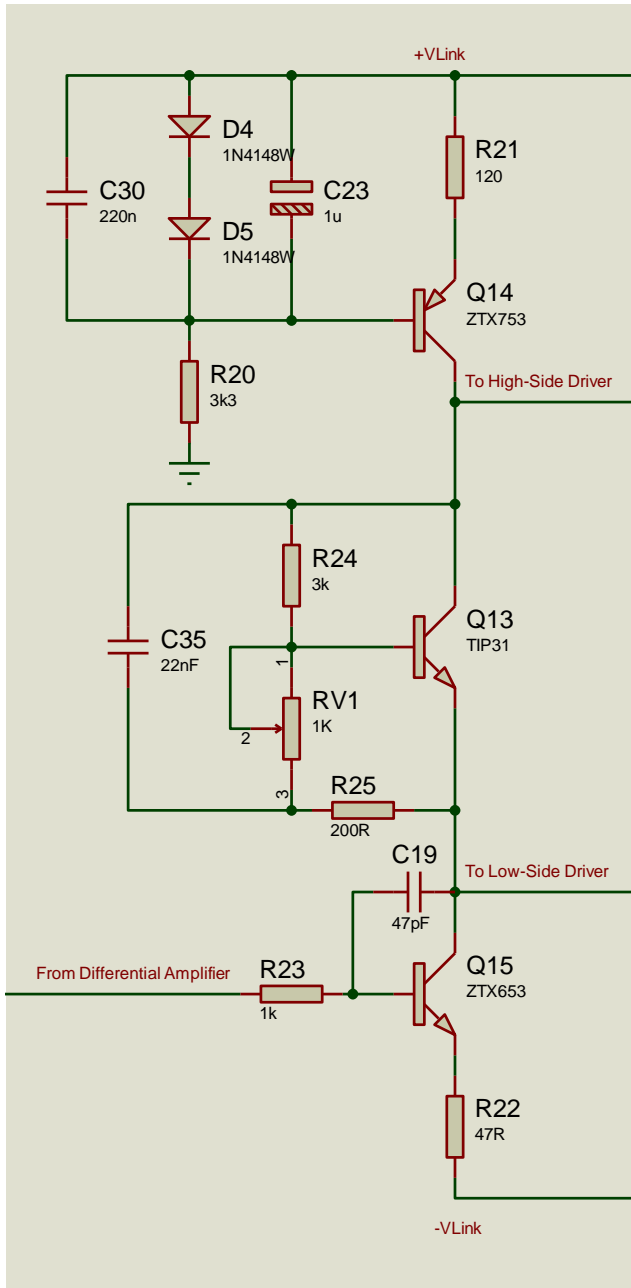 +VLink
D4
1N4148W
C30
220n
C23
1u
D5
1N4148W
R21
120
Q14
ZTX753
R20
3k3
To High-Side Driver
R24
3k
Q13
TIP31
C35
22nF
1
RV1
1K
2
3
R25
200R
C19
47pF
To Low-Side Driver
From Differential Amplifier
R23
1k
Q15
ZTX653
R22
47R
-VLink